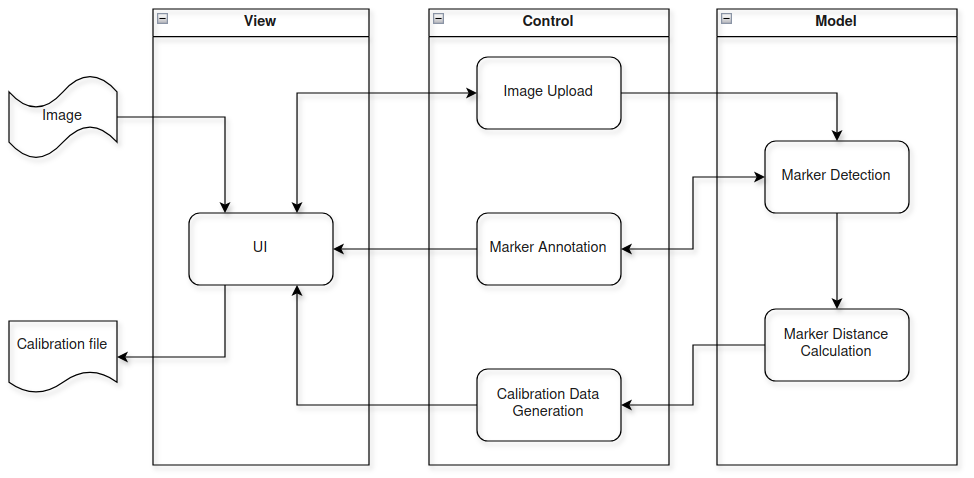 View
Control
Model
Image
Image Upload
Marker Detection
UI
Marker Annotation
Calibration file
Marker Distance
Calculation
Calibration Data
Generation